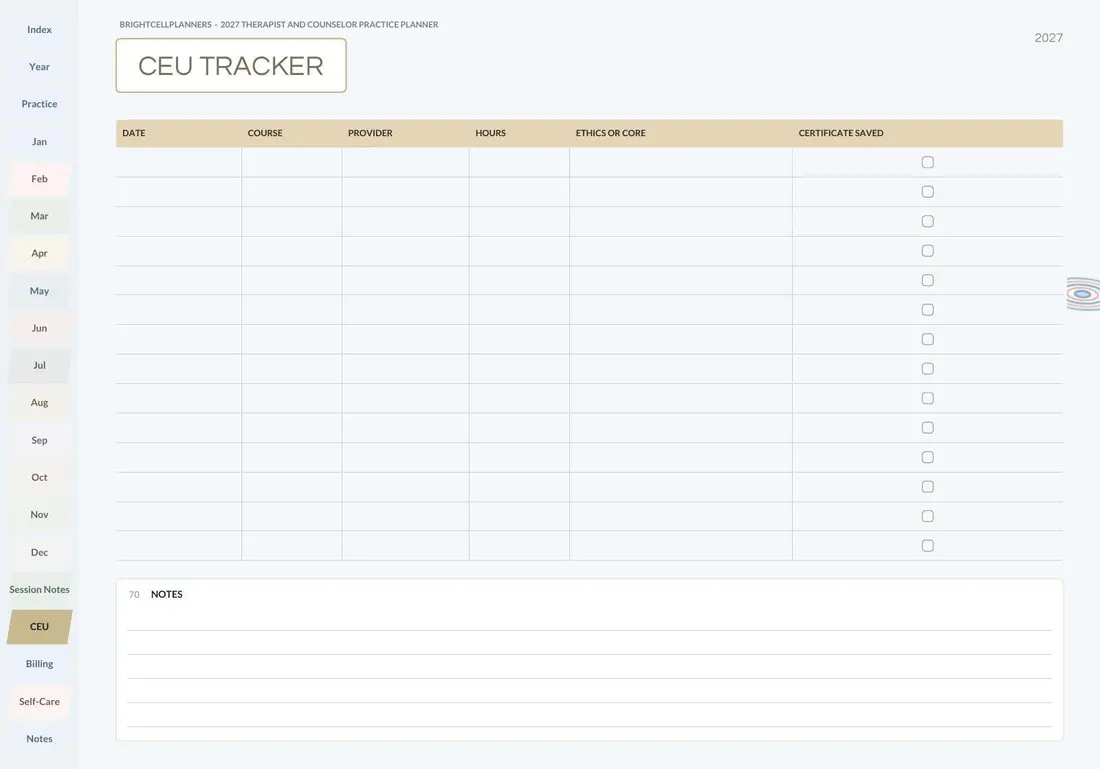 BRIGHTCELLPLANNERS · 2027 THERAPIST AND COUNSELOR PRACTICE PLANNER
2027
CEU TRACKER
Index
Year
Practice
Jan
Feb
Mar
Apr
May
Jun
Jul
Aug
Sep
Oct
Nov
Dec
Session Notes
CEU
Billing
Self-Care
Notes
DATE COURSE PROVIDER HOURS ETHICS OR CORE CERTIFICATE SAVED
70 NOTES